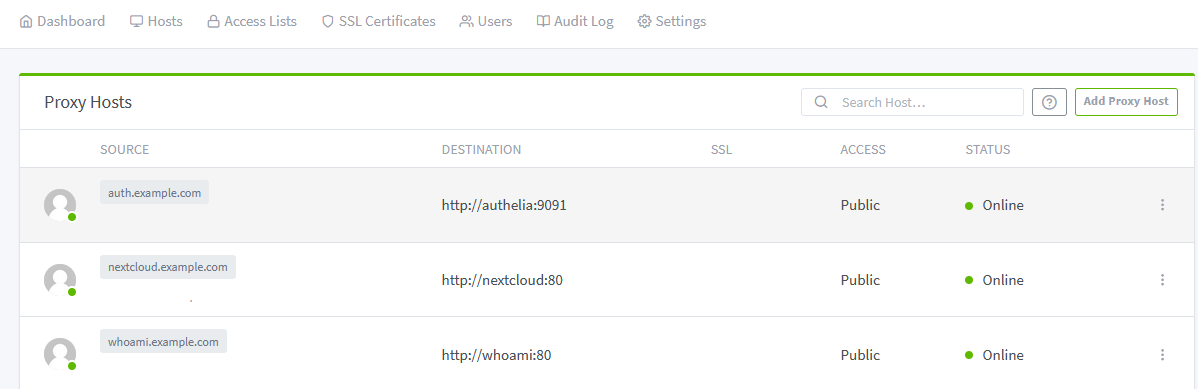 Dashboard Hosts Access Lists SSL Certificates Users Audit Log Settings
Proxy Hosts Search Host... Add Proxy Host
SOURCE DESTINATION SSL ACCESS STATUS
auth.example.com http://authelia:9091 Public Online
nextcloud.example.com http://nextcloud:80 Public Online
whoami.example.com http://whoami:80 Public Online